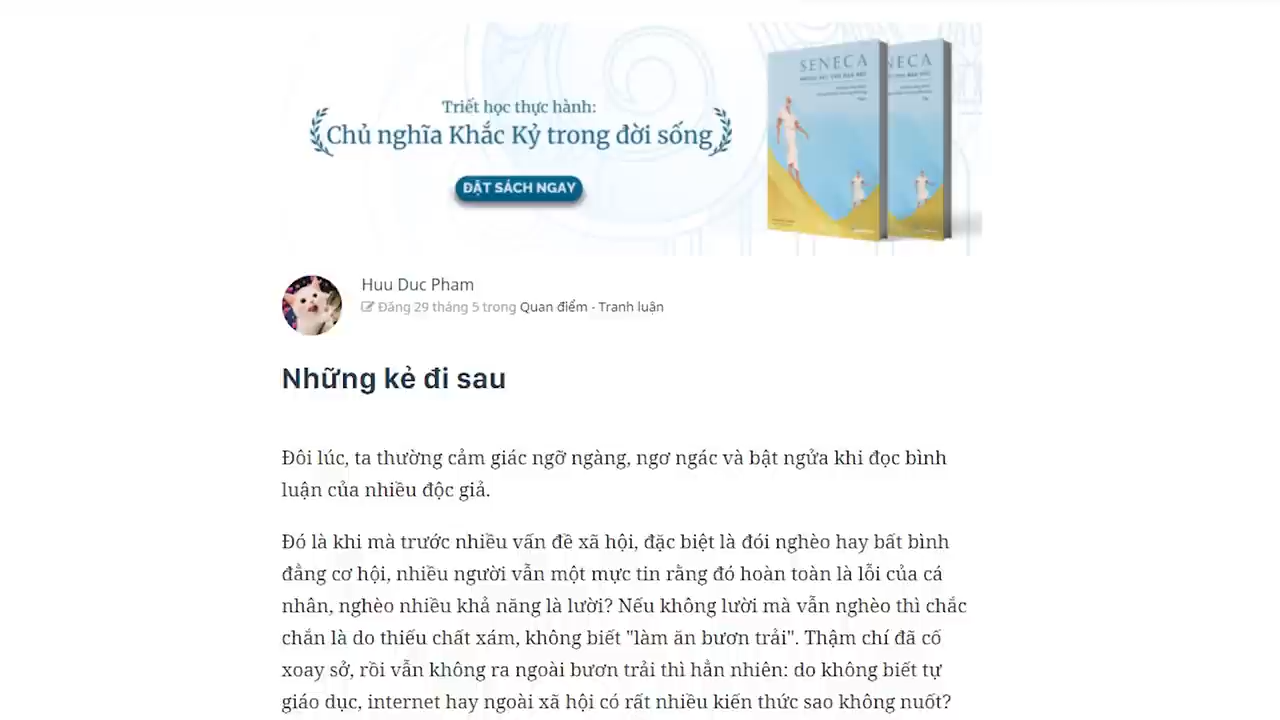 Triết học thực hành:
Chủ nghĩa Khắc Kỷ trong đời sống
ĐẶT SÁCH NGAY
SENECA
NECA
Huu Duc Pham
Đăng 29 tháng 5 trong Quan điểm - Tranh luận
Những kẻ đi sau
Đôi lúc, ta thường cảm giác ngỡ ngàng, ngơ ngác và bật ngửa khi đọc bình
luận của nhiều độc giả.
Đó là khi mà trước nhiều vấn đề xã hội, đặc biệt là đói nghèo hay bất bình
đẳng cơ hội, nhiều người vẫn một mực tin rằng đó hoàn toàn là lỗi của cá
nhân, nghèo nhiều khả năng là lười? Nếu không lười mà vẫn nghèo thì chắc
chắn là do thiếu chất xám, không biết "làm ăn bươn trải". Thậm chí đã cố
xoay sở, rồi vẫn không ra ngoài bươn trải thì hẳn nhiên: do không biết tự
giáo dục, internet hay ngoài xã hội có rất nhiều kiến thức sao không nuốt?